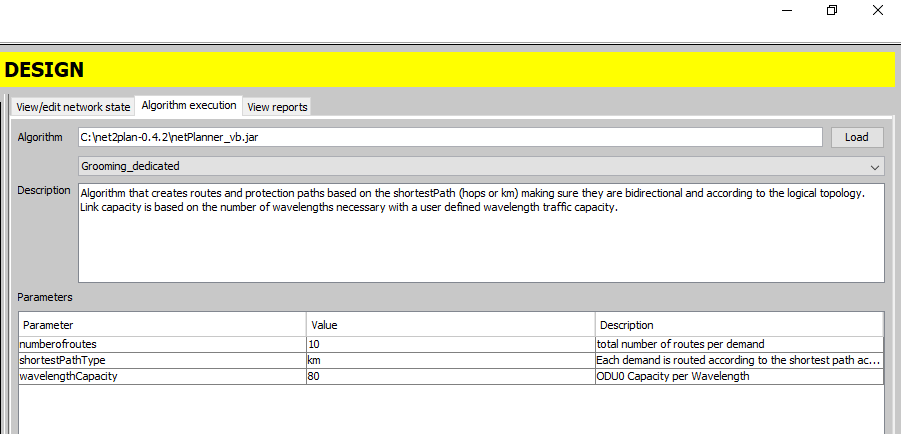 DESIGN
View/edit network state Algorithm execution View reports
Algorithm C:\net2plan-0.4.2\netPlanner_vb.jar Load
Grooming_dedicated
Description Algorithm that creates routes and protection paths based on the shortestPath (hops or km) making sure they are bidirectional and according to the logical topology.
Link capacity is based on the number of wavelengths necessary with a user defined wavelength traffic capacity.
Parameters
Parameter Value Description
numberofroutes 10 total number of routes per demand
shortestPathType km Each demand is routed according to the shortest path ac...
wavelengthCapacity 80 ODU0 Capacity per Wavelength